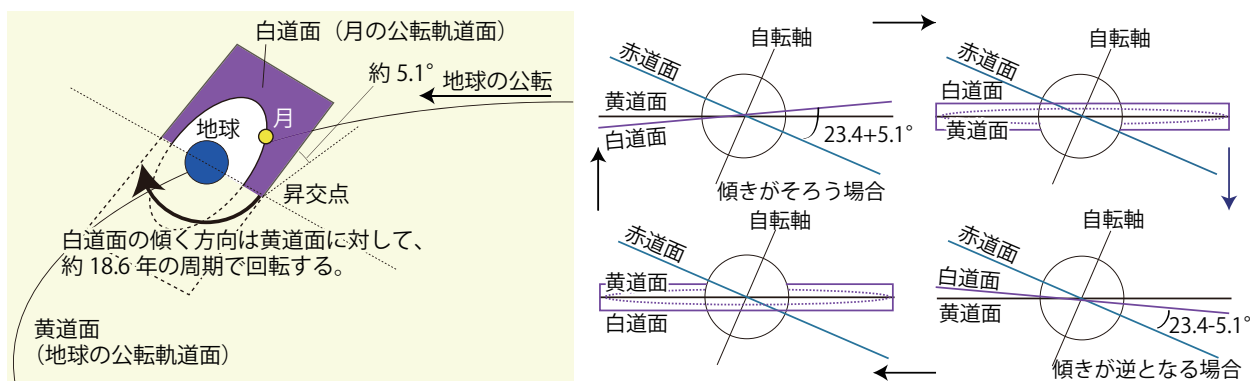 白道面（月の公転軌道面）
約 5.1°
地球の公転
月
地球
昇交点
白道面の傾く方向は黄道面に対して、
約 18.6 年の周期で回転する。
黄道面
（地球の公転軌道面）
自転軸
赤道面
黄道面
白道面
23.4+5.1°
傾きがそろう場合
自転軸
赤道面
白道面
黄道面
自転軸
赤道面
黄道面
白道面
自転軸
赤道面
白道面
黄道面
23.4-5.1°
傾きが逆となる場合